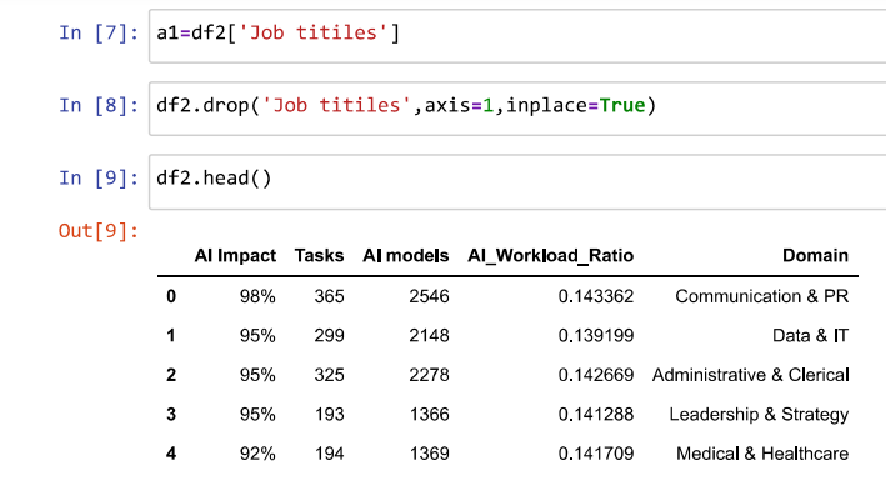 In [7]: a1=df2['Job titiles']
In [8]: df2.drop('Job titiles',axis=1,inplace=True)
In [9]: df2.head()
Out[9]:
AI Impact Tasks AI models AI_Workload_Ratio Domain
0 98% 365 2546 0.143362 Communication & PR
1 95% 299 2148 0.139199 Data & IT
2 95% 325 2278 0.142669 Administrative & Clerical
3 95% 193 1366 0.141288 Leadership & Strategy
4 92% 194 1369 0.141709 Medical & Healthcare